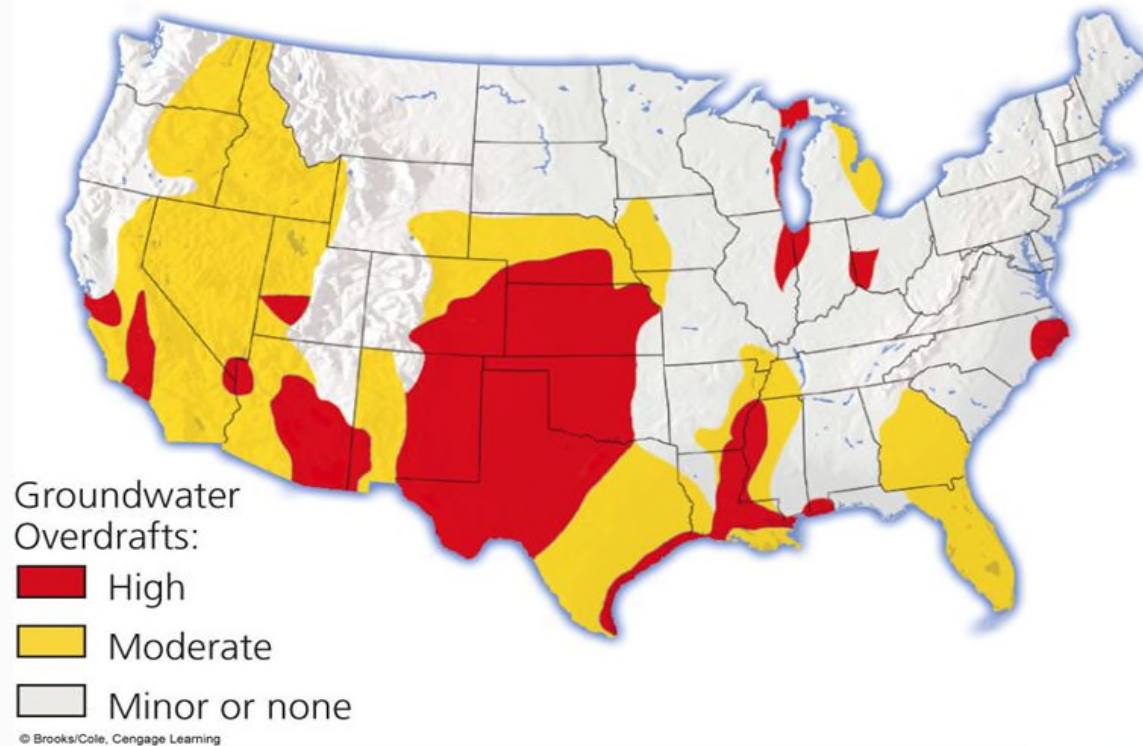 Groundwater
Overdrafts:
High
Moderate
Minor or none
© Brooks/Cole, Cengage Learning